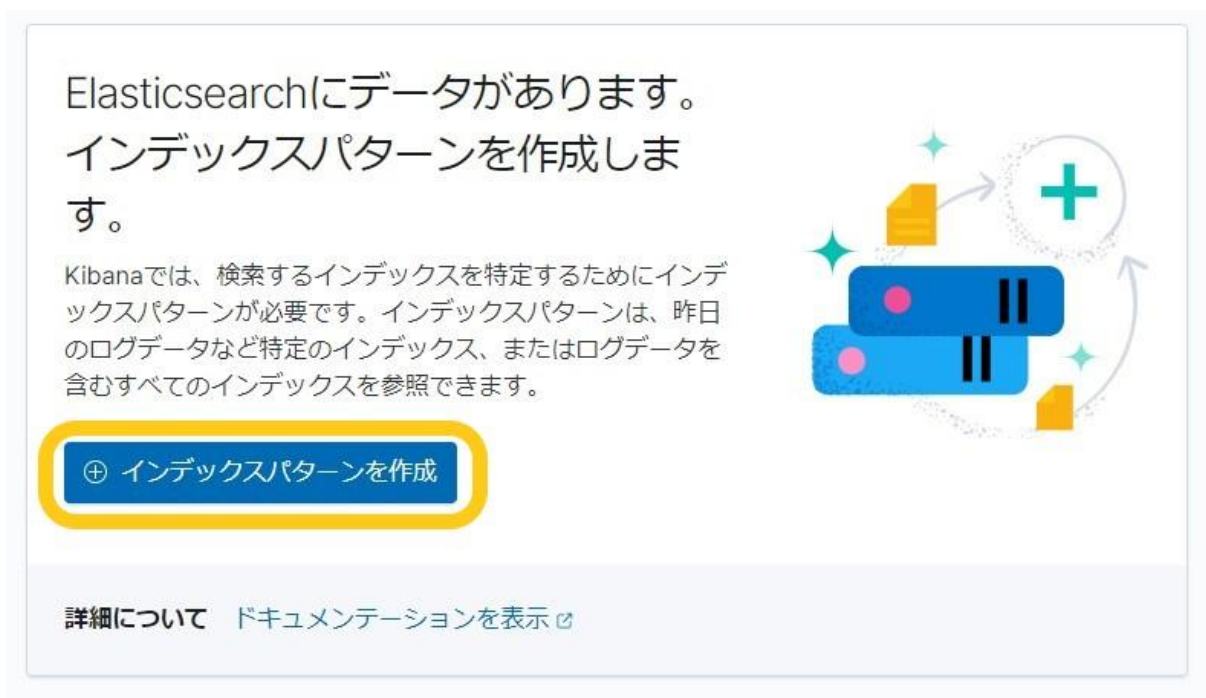 Elasticsearchにデータがあります。
インデックスパターンを作成しま
す。
Kibanaでは、検索するインデックスを特定するためにインデ
ックスパターンが必要です。インデックスパターンは、昨日
のログデータなど特定のインデックス、またはログデータを
含むすべてのインデックスを参照できます。
インデックスパターンを作成
詳細について ドキュメンテーションを表示